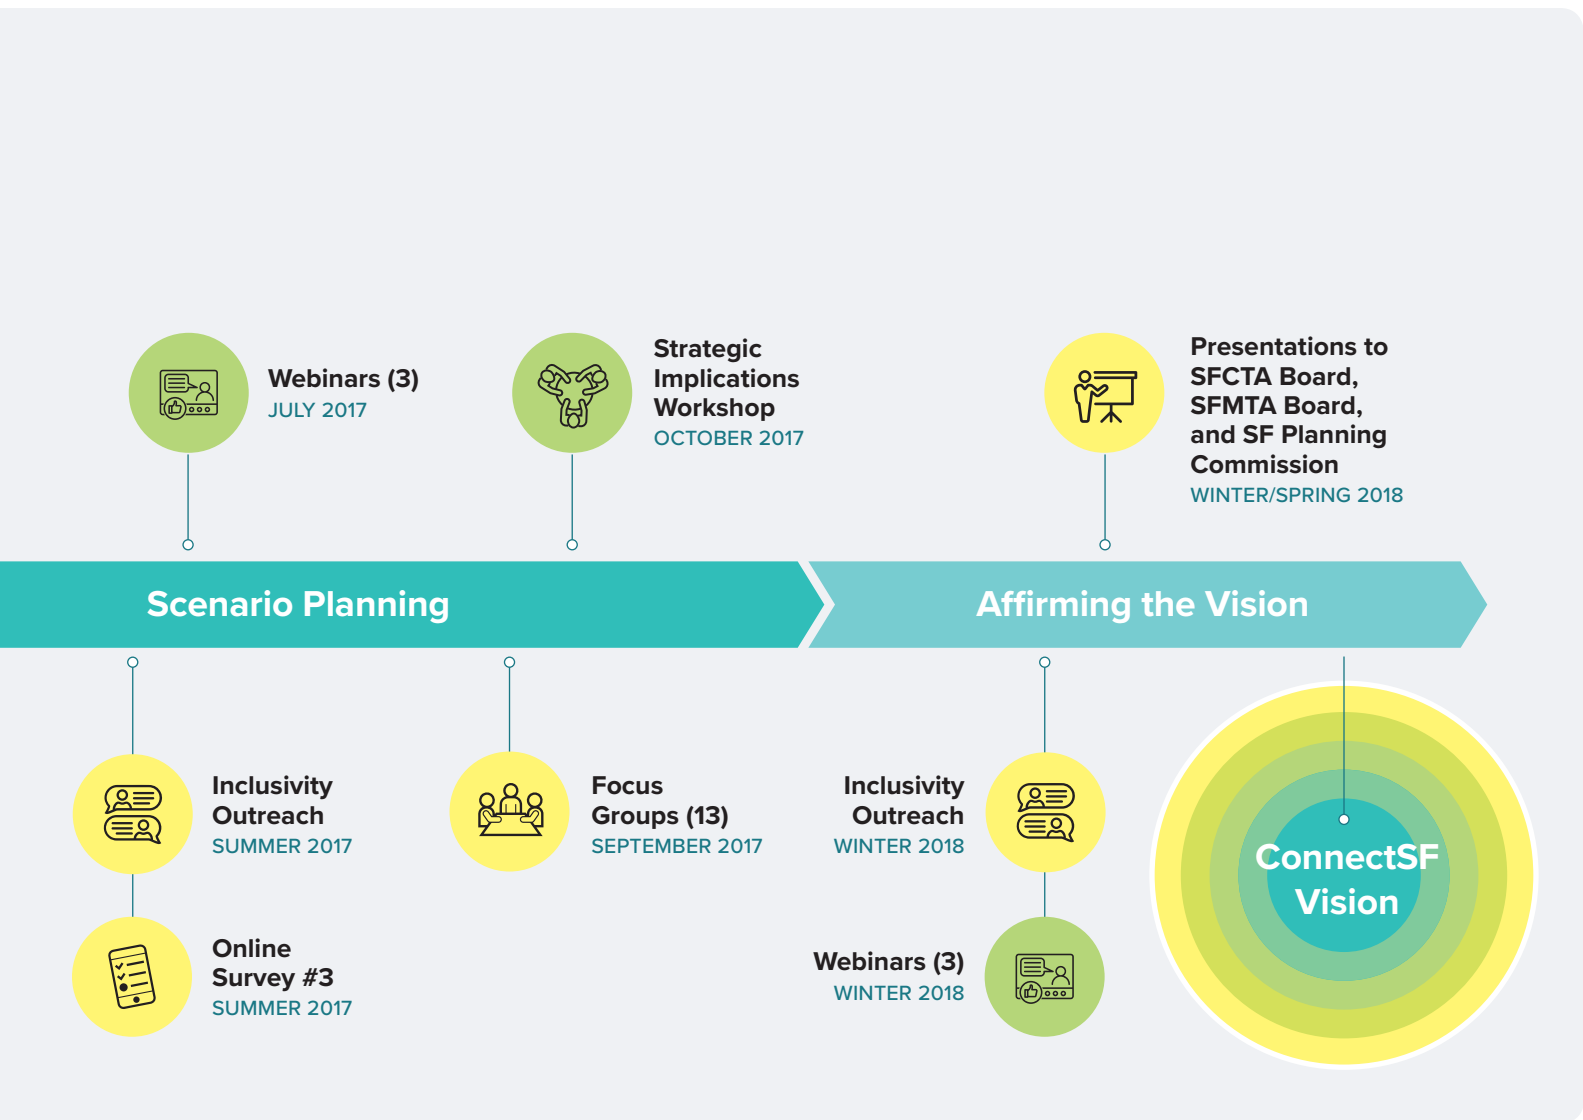 Webinars (3)
JULY 2017
Strategic
Implications
Workshop
OCTOBER 2017
Presentations to
SFCTA Board,
SFMTA Board,
and SF Planning
Commission
WINTER/SPRING 2018
Scenario Planning
Affirming the Vision
Inclusivity
Outreach
SUMMER 2017
Online
Survey #3
SUMMER 2017
Focus
Groups (13)
SEPTEMBER 2017
Inclusivity
Outreach
WINTER 2018
Webinars (3)
WINTER 2018
ConnectSF
Vision